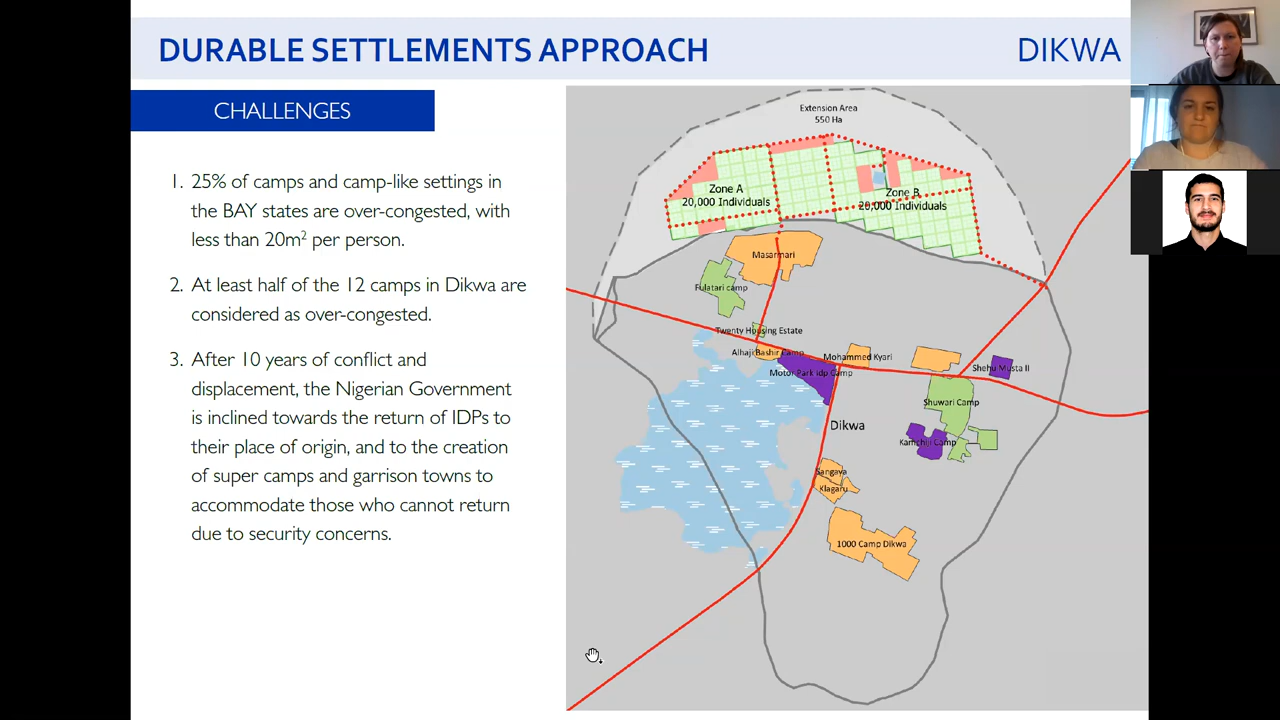 DURABLE SETTLEMENTS APPROACH
DIKWA
CHALLENGES
1. 25% of camps and camp-like settings in
the BAY states are over-congested, with
less than 20m² per person.
2. At least half of the 12 camps in Dikwa are
considered as over-congested.
3. After 10 years of conflict and
displacement, the Nigerian Government
is inclined towards the return of IDPs to
their place of origin, and to the creation
of super camps and garrison towns to
accommodate those who cannot return
due to security concerns.
Extension Area
550 Ha
Zone A
20,000 Individuals
Zone B
20,000 Individuals
Masarmari
Fulatari camp
Twenty Housing Estate
Alhaji Bashir Camp
Mohammed Kyari
Motor Park idp Camp
Shehu Musta II
Shuwari Camp
Dikwa
Kamchiji Camp
Sangaya
Klagaru
1000 Camp Dikwa